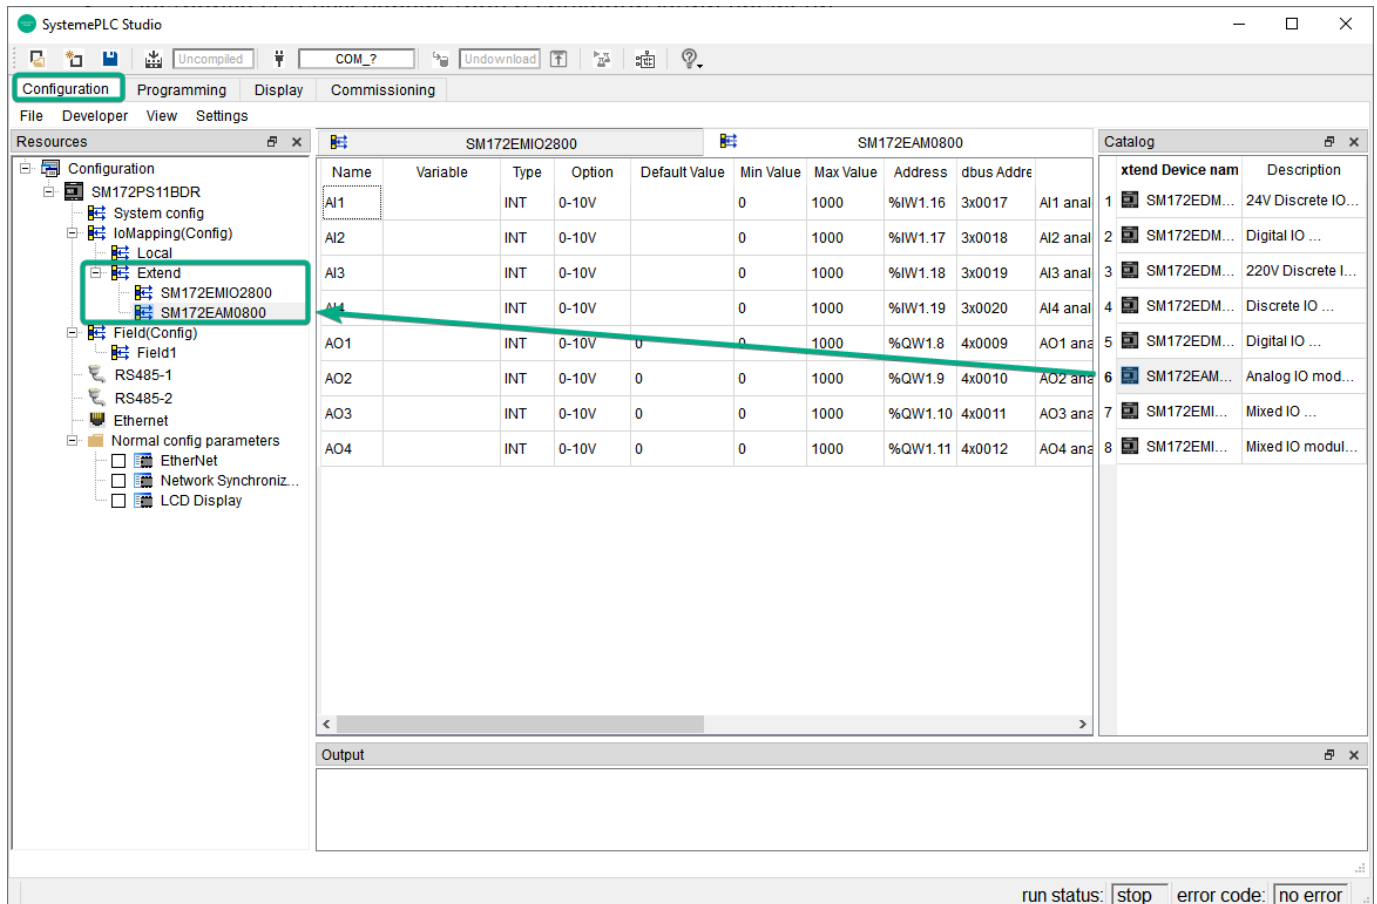 SystemePLC Studio
Uncompiled COM_? Undownload
Configuration Programming Display Commissioning
File Developer View Settings
Resources
Configuration
SM172PS11BDR
System config
IoMapping(Config)
Local
Extend
SM172EMIO2800
SM172EAM0800
Field(Config)
Field1
RS485-1
RS485-2
Ethernet
Normal config parameters
EtherNet
Network Synchroniz...
LCD Display
SM172EMIO2800 SM172EAM0800
Name Variable Type Option Default Value Min Value Max Value Address dbus Addre
AI1 INT 0-10V 0 1000 %IW1.16 3x0017 AI1 anal
AI2 INT 0-10V 0 1000 %IW1.17 3x0018 AI2 anal
AI3 INT 0-10V 0 1000 %IW1.18 3x0019 AI3 anal
AI4 INT 0-10V 0 1000 %IW1.19 3x0020 AI4 anal
AO1 INT 0-10V 0 0 1000 %QW1.8 4x0009 AO1 ana
AO2 INT 0-10V 0 0 1000 %QW1.9 4x0010 AO2 ana
AO3 INT 0-10V 0 0 1000 %QW1.10 4x0011 AO3 ana
AO4 INT 0-10V 0 0 1000 %QW1.11 4x0012 AO4 ana
Catalog
xtend Device nam Description
1 SM172EDM... 24V Discrete IO...
2 SM172EDM... Digital IO ...
3 SM172EDM... 220V Discrete I...
4 SM172EDM... Discrete IO ...
5 SM172EDM... Digital IO ...
6 SM172EAM... Analog IO mod...
7 SM172EMI... Mixed IO ...
8 SM172EMI... Mixed IO modul...
Output
run status: stop error code: no error